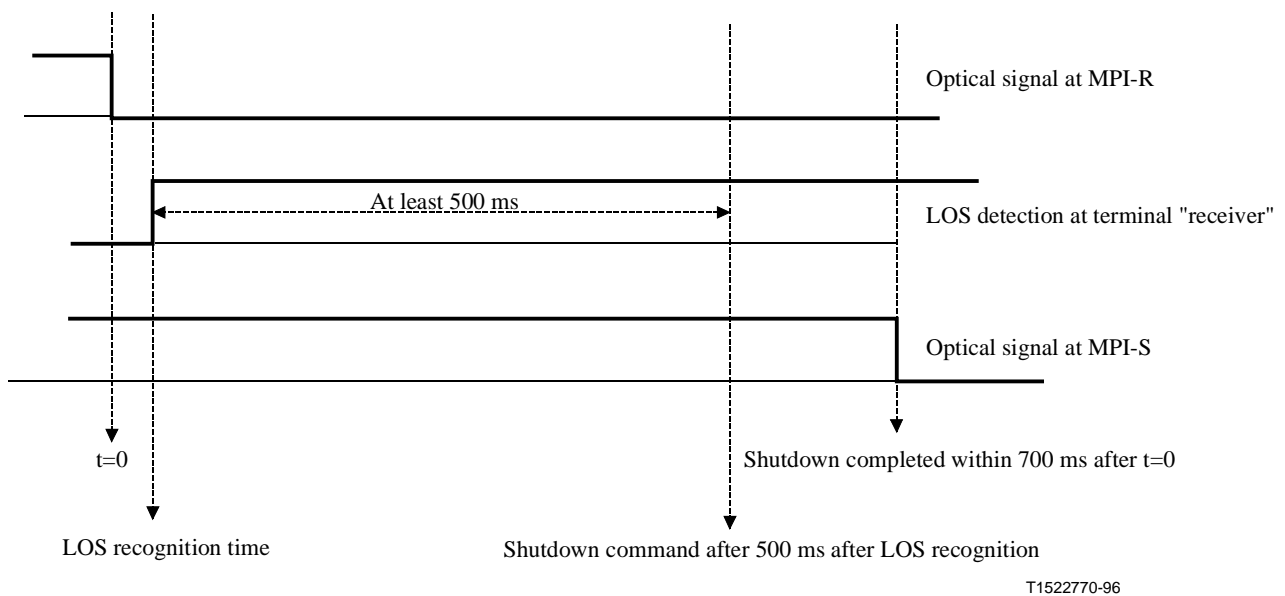 Optical signal at MPI-R
At least 500 ms
LOS detection at terminal "receiver"
Optical signal at MPI-S
t=0
Shutdown completed within 700 ms after t=0
LOS recognition time
Shutdown command after 500 ms after LOS recognition
T1522770-96